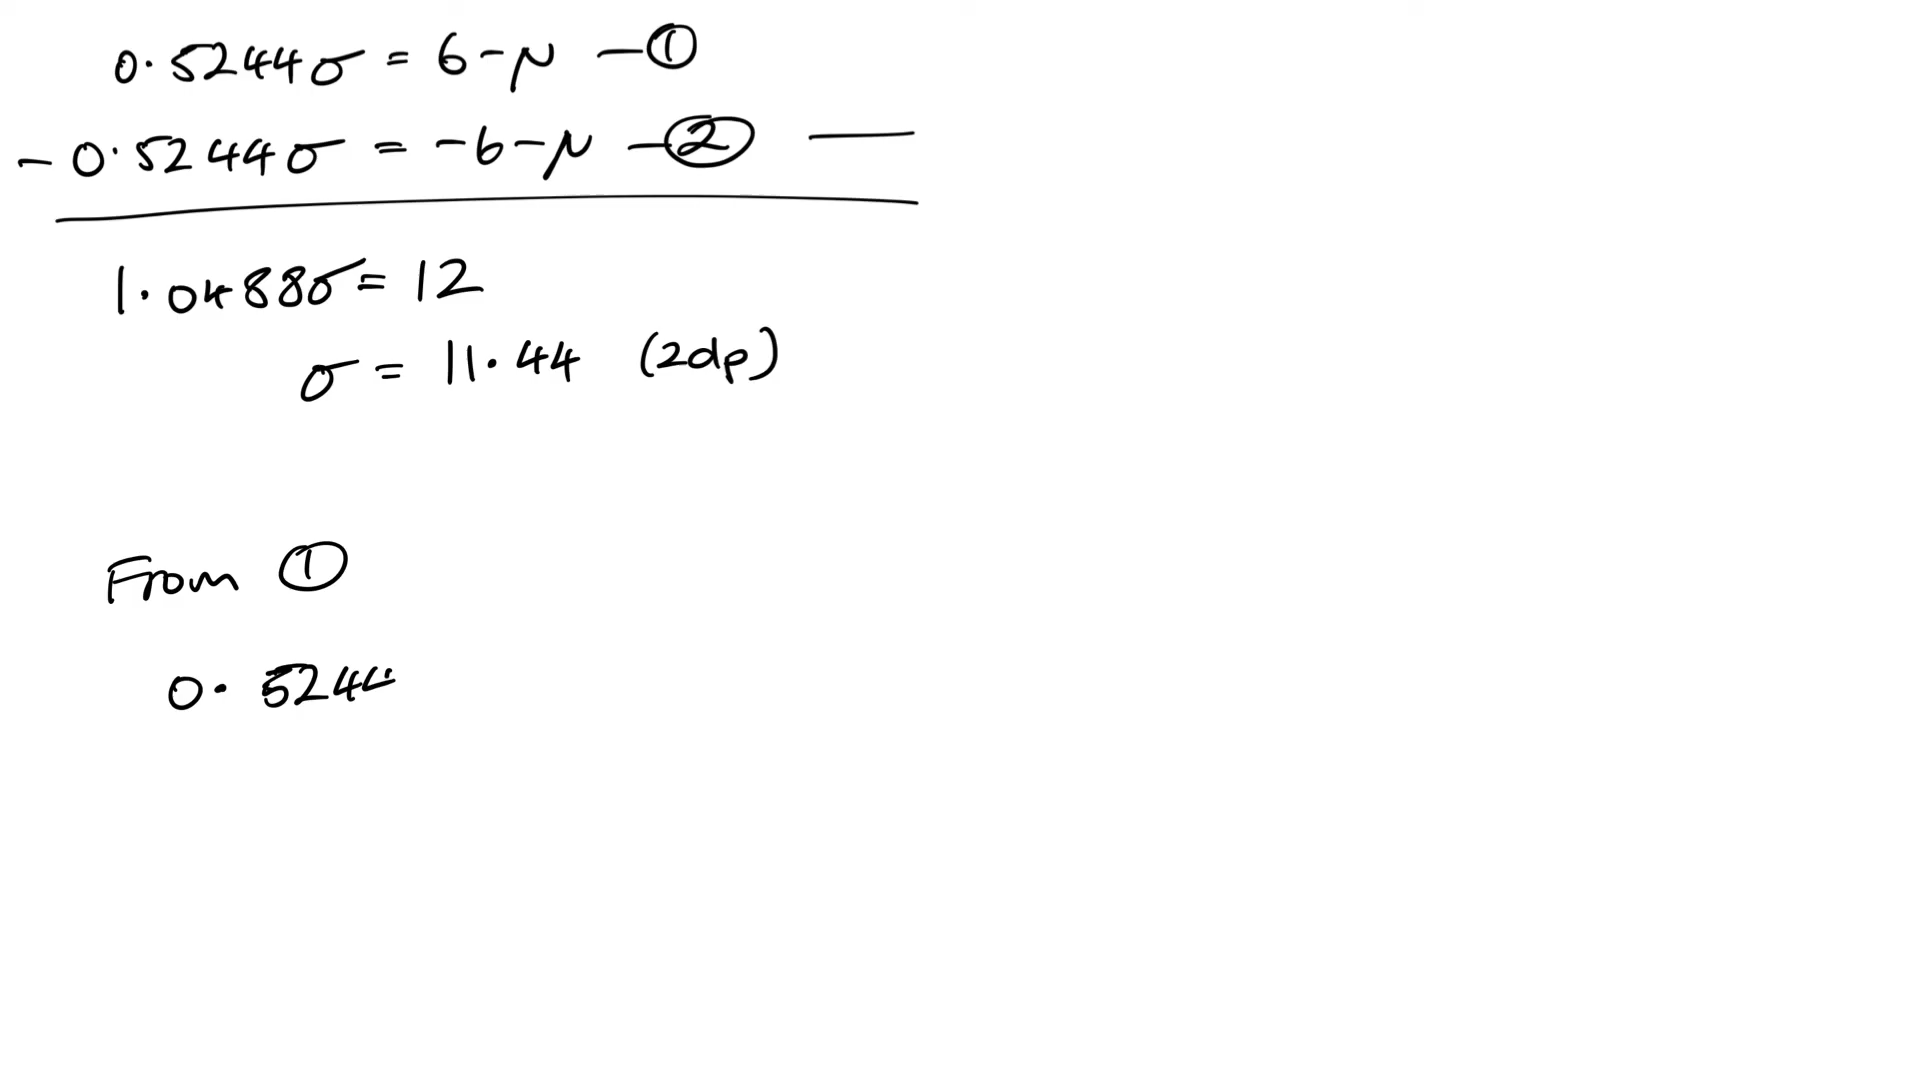 0.5244σ = 6-μ -①
-0.5244σ = -6-μ -② —
1.0488σ = 12
σ = 11.44 (2dp)
From ①
0.5244